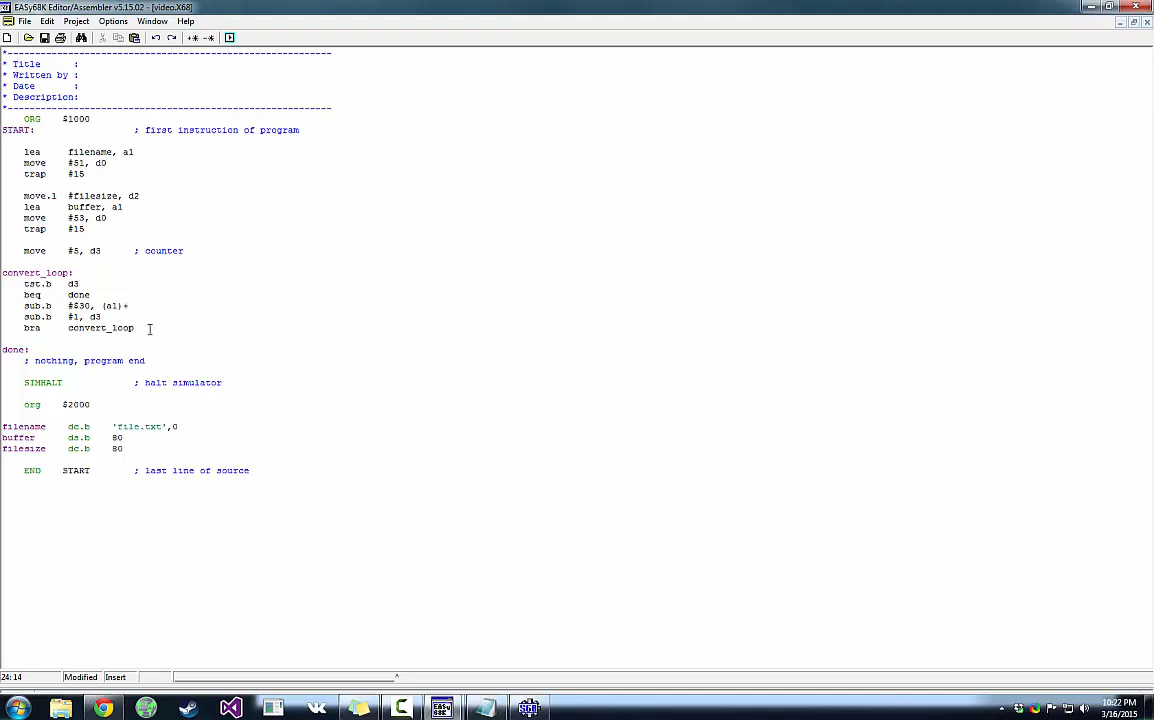 EASy68K Editor/Assembler v5.15.02 - [video.X68]
File Edit Project Options Window Help
*-----------------------------------------------------------
* Title      :
* Written by :
* Date       :
* Description:
*-----------------------------------------------------------
ORG $1000
START: ; first instruction of program
lea filename, a1
move #51, d0
trap #15
move.l #filesize, d2
lea buffer, a1
move #53, d0
trap #15
move #5, d3 ; counter
convert_loop:
tst.b d3
beq done
sub.b #$30, (a1)+
sub.b #1, d3
bra convert_loop
done:
; nothing, program end
SIMHALT ; halt simulator
org $2000
filename dc.b 'file.txt',0
buffer ds.b 80
filesize dc.b 80
END START ; last line of source
24: 14 Modified Insert
10:22 PM
3/16/2015